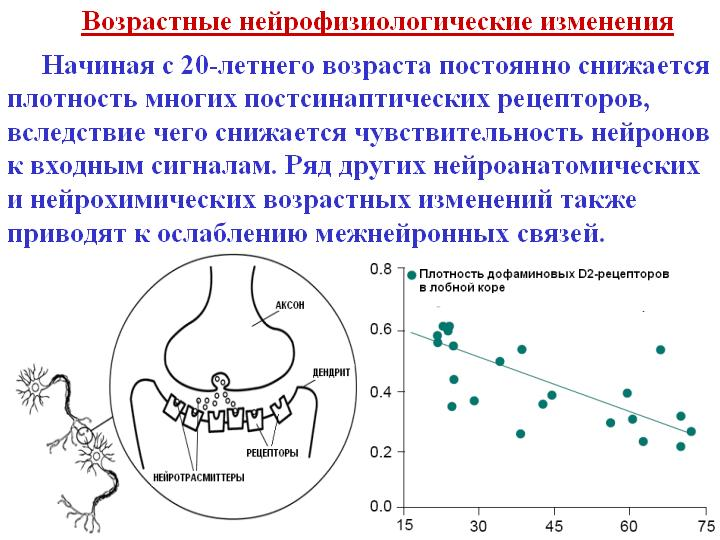 Возрастные нейрофизиологические изменения
Начиная с 20-летнего возраста постоянно снижается
плотность многих постсинаптических рецепторов,
вследствие чего снижается чувствительность нейронов
к входным сигналам. Ряд других нейроанатомических
и нейрохимических возрастных изменений также
приводят к ослаблению межнейронных связей.
АКСОН
ДЕНДРИТ
РЕЦЕПТОРЫ
НЕЙРОТРАСМИТТЕРЫ
Плотность дофаминовых D2-рецепторов
в лобной коре
0.8
0.6
0.4
0.2
0.0
15 30 45 60 75